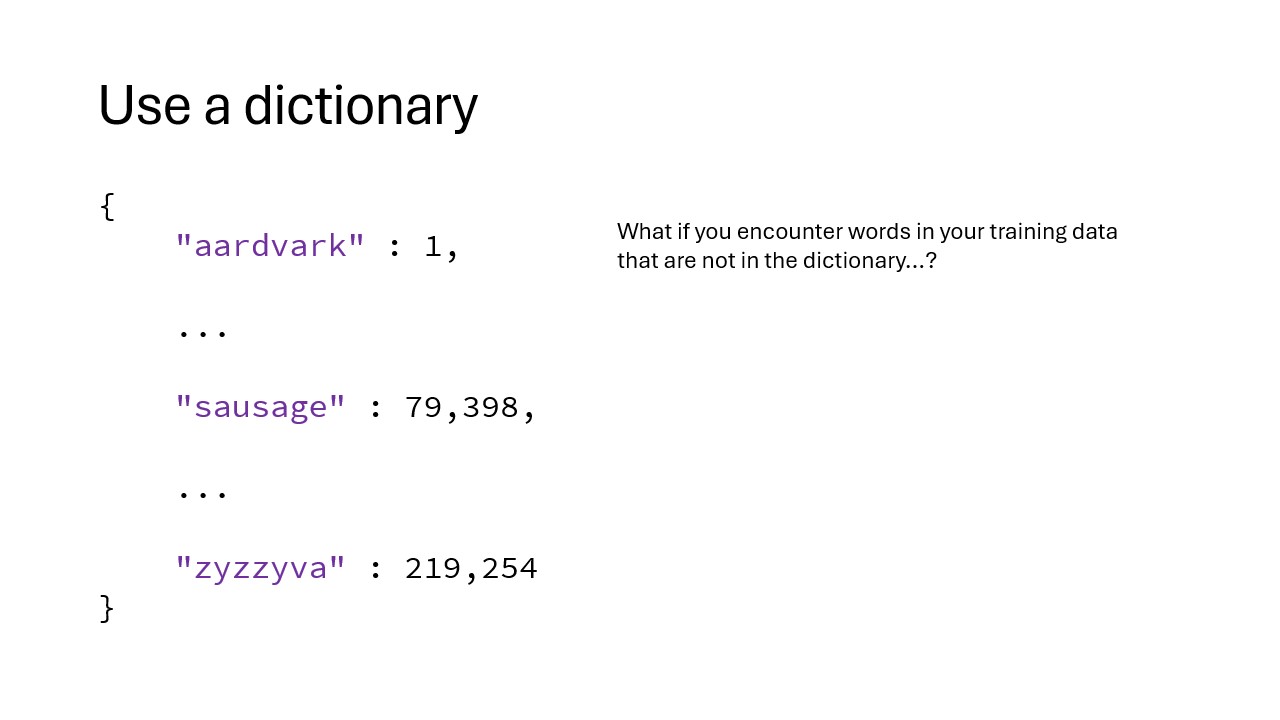 Use a dictionary
{
"aardvark" : 1,
...
"sausage" : 79,398,
...
"zyzzyva" : 219,254
}
What if you encounter words in your training data
that are not in the dictionary...?